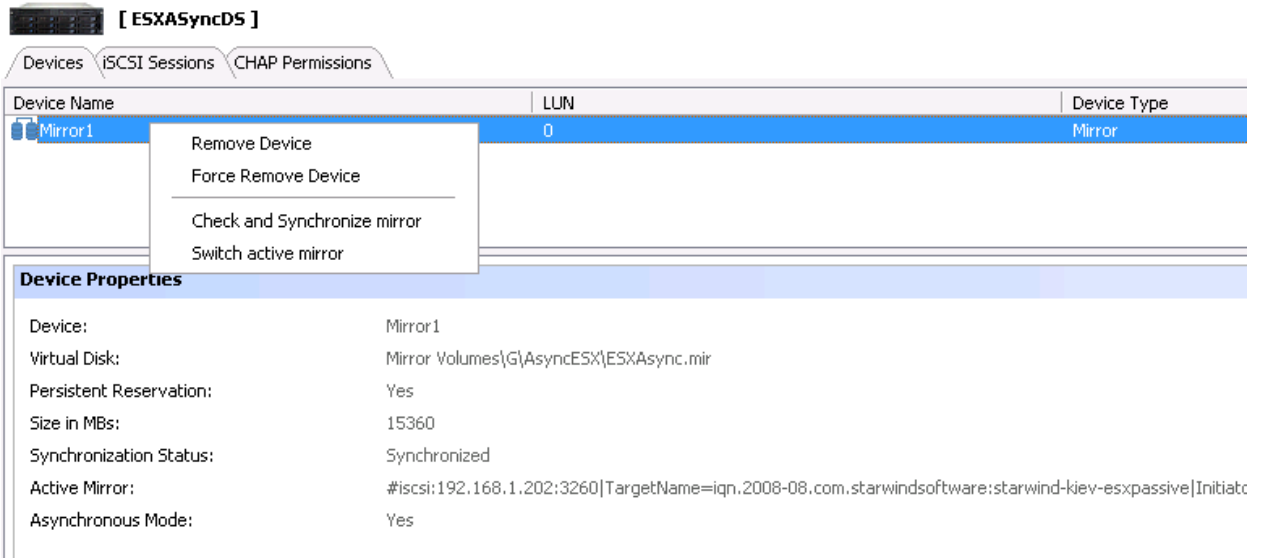 [ ESXASyncDS ]
Devices iSCSI Sessions CHAP Permissions
Device Name LUN Device Type
Mirror1 0 Mirror
Remove Device
Force Remove Device
Check and Synchronize mirror
Switch active mirror
Device Properties
Device: Mirror1
Virtual Disk: Mirror Volumes\G\AsyncESX\ESXAsync.mir
Persistent Reservation: Yes
Size in MBs: 15360
Synchronization Status: Synchronized
Active Mirror: #iscsi:192.168.1.202:3260|TargetName=iqn.2008-08.com.starwindsoftware:starwind-kiev-esxpassive|Initiato
Asynchronous Mode: Yes